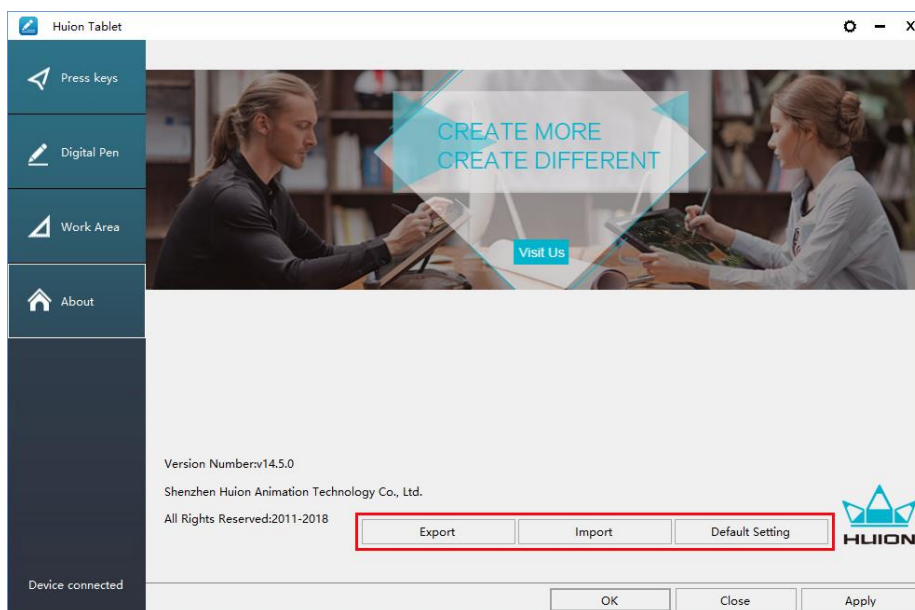 Huion Tablet
X
Press keys
Digital Pen
Work Area
About
CREATE MORE
CREATE DIFFERENT
Visit Us
Version Number:v14.5.0
Shenzhen Huion Animation Technology Co., Ltd.
All Rights Reserved:2011-2018
Export
Import
Default Setting
HUION
Device connected
OK
Close
Apply